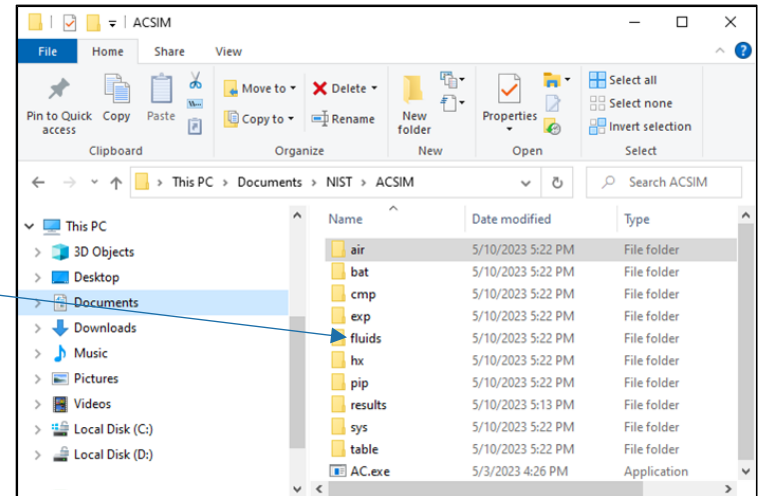 ACSIM
File Home Share View
Pin to Quick access
Copy
Paste
Move to
Copy to
Delete
Rename
New folder
Properties
Select all
Select none
Invert selection
Clipboard Organize New Open Select
This PC > Documents > NIST > ACSIM
Search ACSIM
This PC
3D Objects
Desktop
Documents
Downloads
Music
Pictures
Videos
Local Disk (C:)
Local Disk (D:)
Name Date modified Type
air 5/10/2023 5:22 PM File folder
bat 5/10/2023 5:22 PM File folder
cmp 5/10/2023 5:22 PM File folder
exp 5/10/2023 5:22 PM File folder
fluids 5/10/2023 5:22 PM File folder
hx 5/10/2023 5:22 PM File folder
pip 5/10/2023 5:22 PM File folder
results 5/10/2023 5:13 PM File folder
sys 5/10/2023 5:22 PM File folder
table 5/10/2023 5:22 PM File folder
AC.exe 5/3/2023 4:26 PM Application